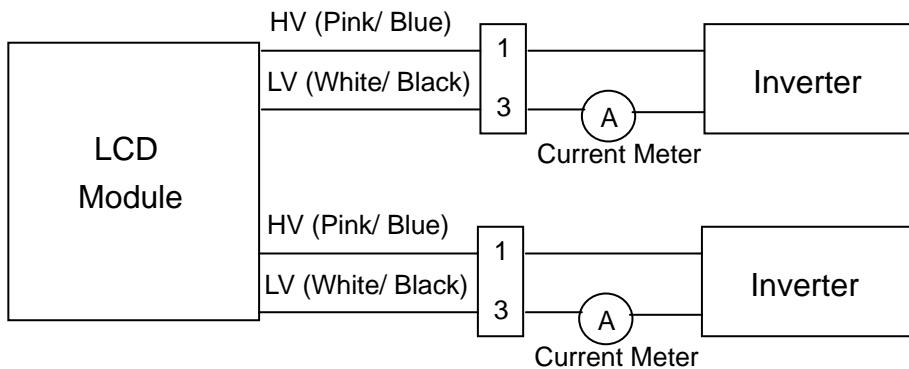 HV (Pink/ Blue)
1
LV (White/ Black)
3
A
Current Meter
Inverter
LCD
Module
HV (Pink/ Blue)
1
LV (White/ Black)
3
A
Current Meter
Inverter